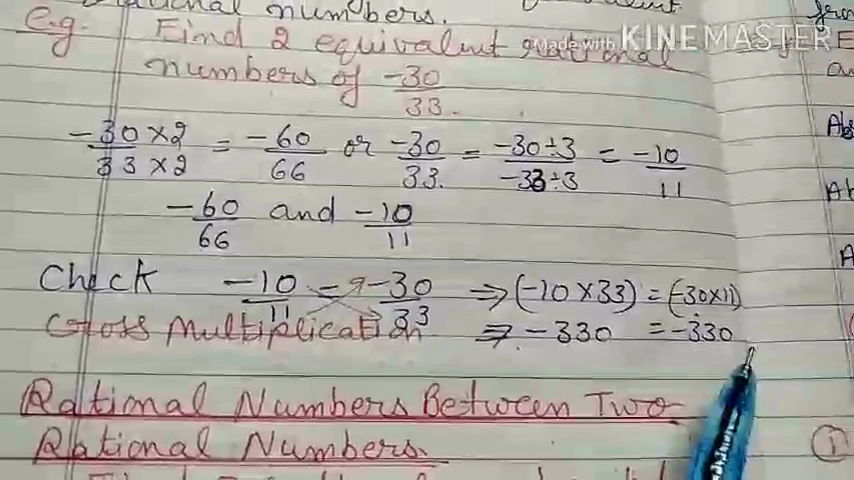 rational numbers.
e.g. Find 2 equivalent rational
Made with KINEMASTER
numbers of -30/33.
-30×2/33×2 = -60/66 or -30/33. = -30÷3/-33÷3 = -10/11
-60/66 and -10/11
Check -10/11 = -30/33 ⇒ (-10×33) = (-30×11)
Cross Multiplication ⇒ -330 = -330
Rational Numbers Between Two
Rational Numbers.